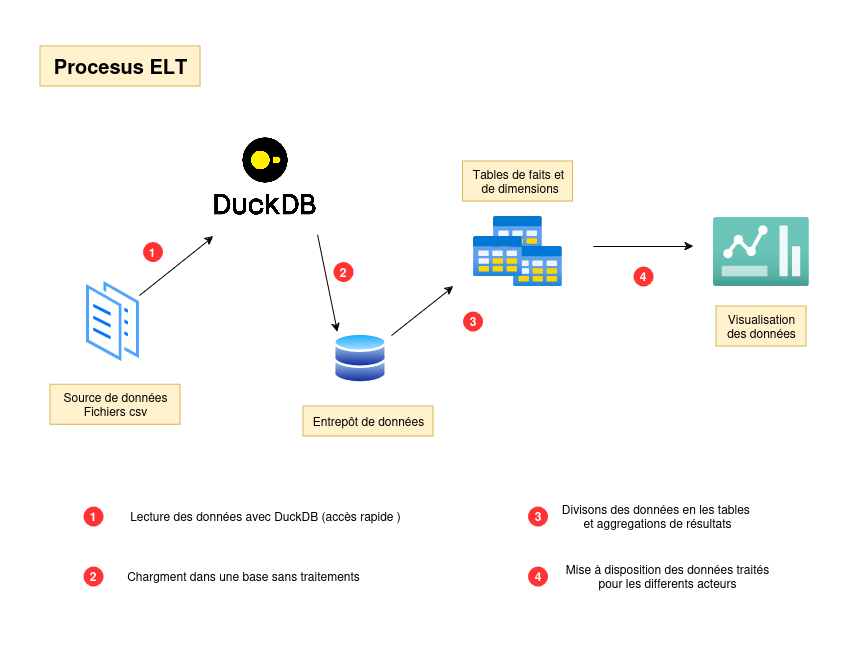 Procesus ELT
DuckDB
Tables de faits et
de dimensions
1
2
4
3
Visualisation
des données
Source de données
Fichiers csv
Entrepôt de données
1 Lecture des données avec DuckDB (accès rapide )
2 Chargment dans une base sans traitements
3 Divisons des données en les tables
et aggregations de résultats
4 Mise à disposition des données traités
pour les differents acteurs